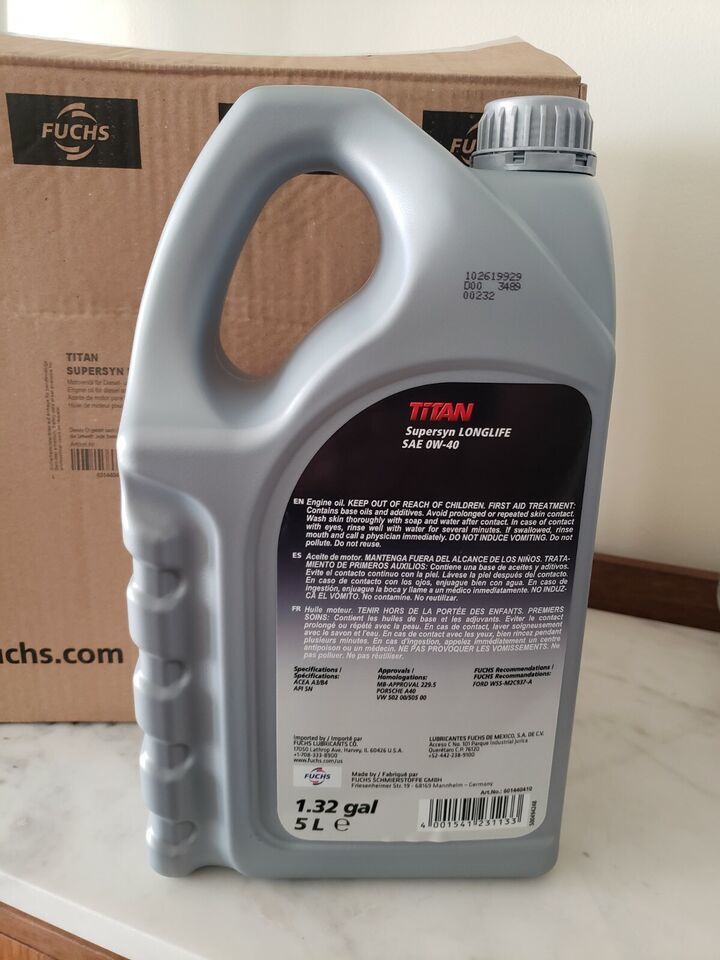 FUCHS
FU
TITAN
SUPERSYN
uchs.com
102619929
D00 3489
00232
TITAN
Supersyn LONGLIFE
SAE 0W-40
EN Engine oil. KEEP OUT OF REACH OF CHILDREN. FIRST AID TREATMENT:
Contains base oils and additives. Avoid prolonged or repeated skin contact.
Wash skin thoroughly with soap and water after contact. In case of contact
with eyes, rinse well with water for several minutes. If swallowed, rinse
mouth and call a physician immediately. DO NOT INDUCE VOMITING. Do not
pollute. Do not reuse.
ES Aceite de motor. MANTENGA FUERA DEL ALCANCE DE LOS NIÑOS. TRATA-
MIENTO DE PRIMEROS AUXILIOS: Contiene una base de aceites y aditivos.
Evite el contacto continuo con la piel. Lávese la piel después del contacto.
En caso de contacto con los ojos, enjuague bien con agua. En caso de
ingestión, enjuague la boca y llame a un médico inmediatamente. NO INDUZ-
CA EL VÓMITO. No contamine. No reutilizar.
FR Huile moteur. TENIR HORS DE LA PORTÉE DES ENFANTS. PREMIERS
SOINS: Contient les huiles de base et les adjuvants. Eviter le contact
prolongé ou répété avec la peau. En cas de contact, laver soigneusement
avec le savon et l'eau. En cas de contact avec les yeux, bien rincez pendant
plusieurs minutes. En cas d'ingestion, appelez immédiatement un centre
antipoison ou un médecin. NE PAS PROVOQUER LES VOMISSEMENTS. Ne
pas polluer. Ne pas réutiliser.
Specifications /
Spécifications:
ACEA A3/B4
API SN
Approvals /
Homologations:
MB-APPROVAL 229.5
PORSCHE A40
VW 502 00/505 00
FUCHS Recommendations /
FUCHS Recommendations:
FORD WSS-M2C937-A
Imported by / Importé par
FUCHS LUBRICANTS CO.
17050 Lathrop Ave, Harvey, IL 60426 U.S.A.
+1-708-333-8900
www.fuchs.com/us
LUBRICANTES FUCHS DE MEXICO, S.A. DE C.V.
Acceso C No. 101 Parque Industrial Jurica
Querétaro C.P. 76120
+52-442-238-9100
FUCHS
Made by / Fabriqué par
FUCHS SCHMIERSTOFFE GMBH
Friesenheimer Str. 19 - 68169 Mannheim - Germany
1.32 gal
5 L e
Art.No.: 601440410
4 001541 231133